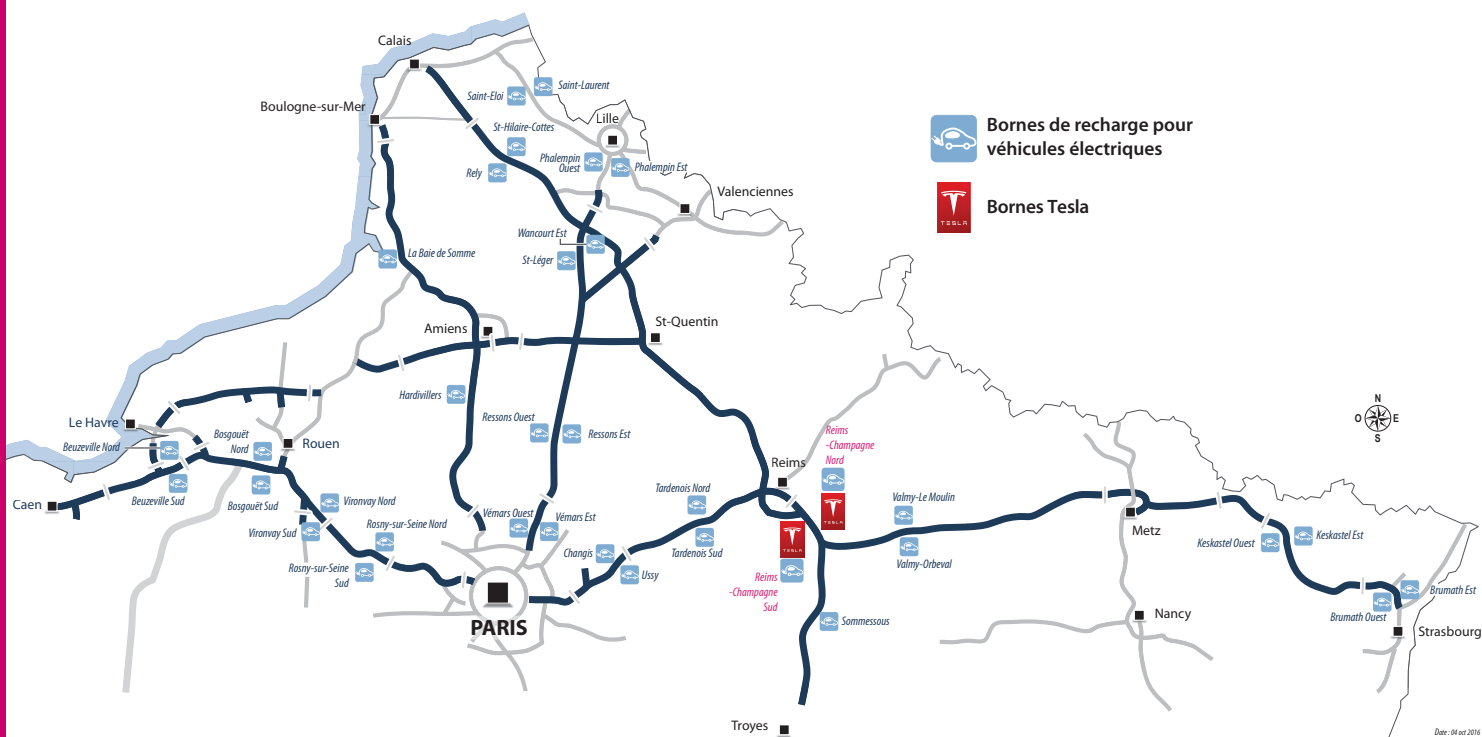 Calais
Saint-Laurent
Saint-Eloi
Boulogne-sur-Mer
Lille
St-Hilaire-Cottes
Phalempin
Ouest
Phalempin Est
Rely
Valenciennes
Bornes de recharge pour
véhicules électriques
TESLA
Bornes Tesla
Wancourt Est
St-Léger
La Baie de Somme
Amiens
St-Quentin
Hardivillers
Ressons Ouest
Ressons Est
Le Havre
Beuzeville Nord
Bosgouët
Nord
Rouen
Reims
-Champagne
Nord
N
O
E
S
Reims
Caen
Beuzeville Sud
Bosgouët Sud
Vironvay Nord
Vironvay Sud
Rosny-sur-Seine Nord
Rosny-sur-Seine
Sud
Vémars Ouest
Vémars Est
Tardenois Nord
Tardenois Sud
TESLA
TESLA
Valmy-Le Moulin
Valmy-Orbeval
Metz
Keskastel Ouest
Keskastel Est
Changis
Ussy
Reims
-Champagne
Sud
PARIS
Sommessous
Nancy
Brumath Est
Brumath Ouest
Strasbourg
Troyes
Date : 04 oct 2016